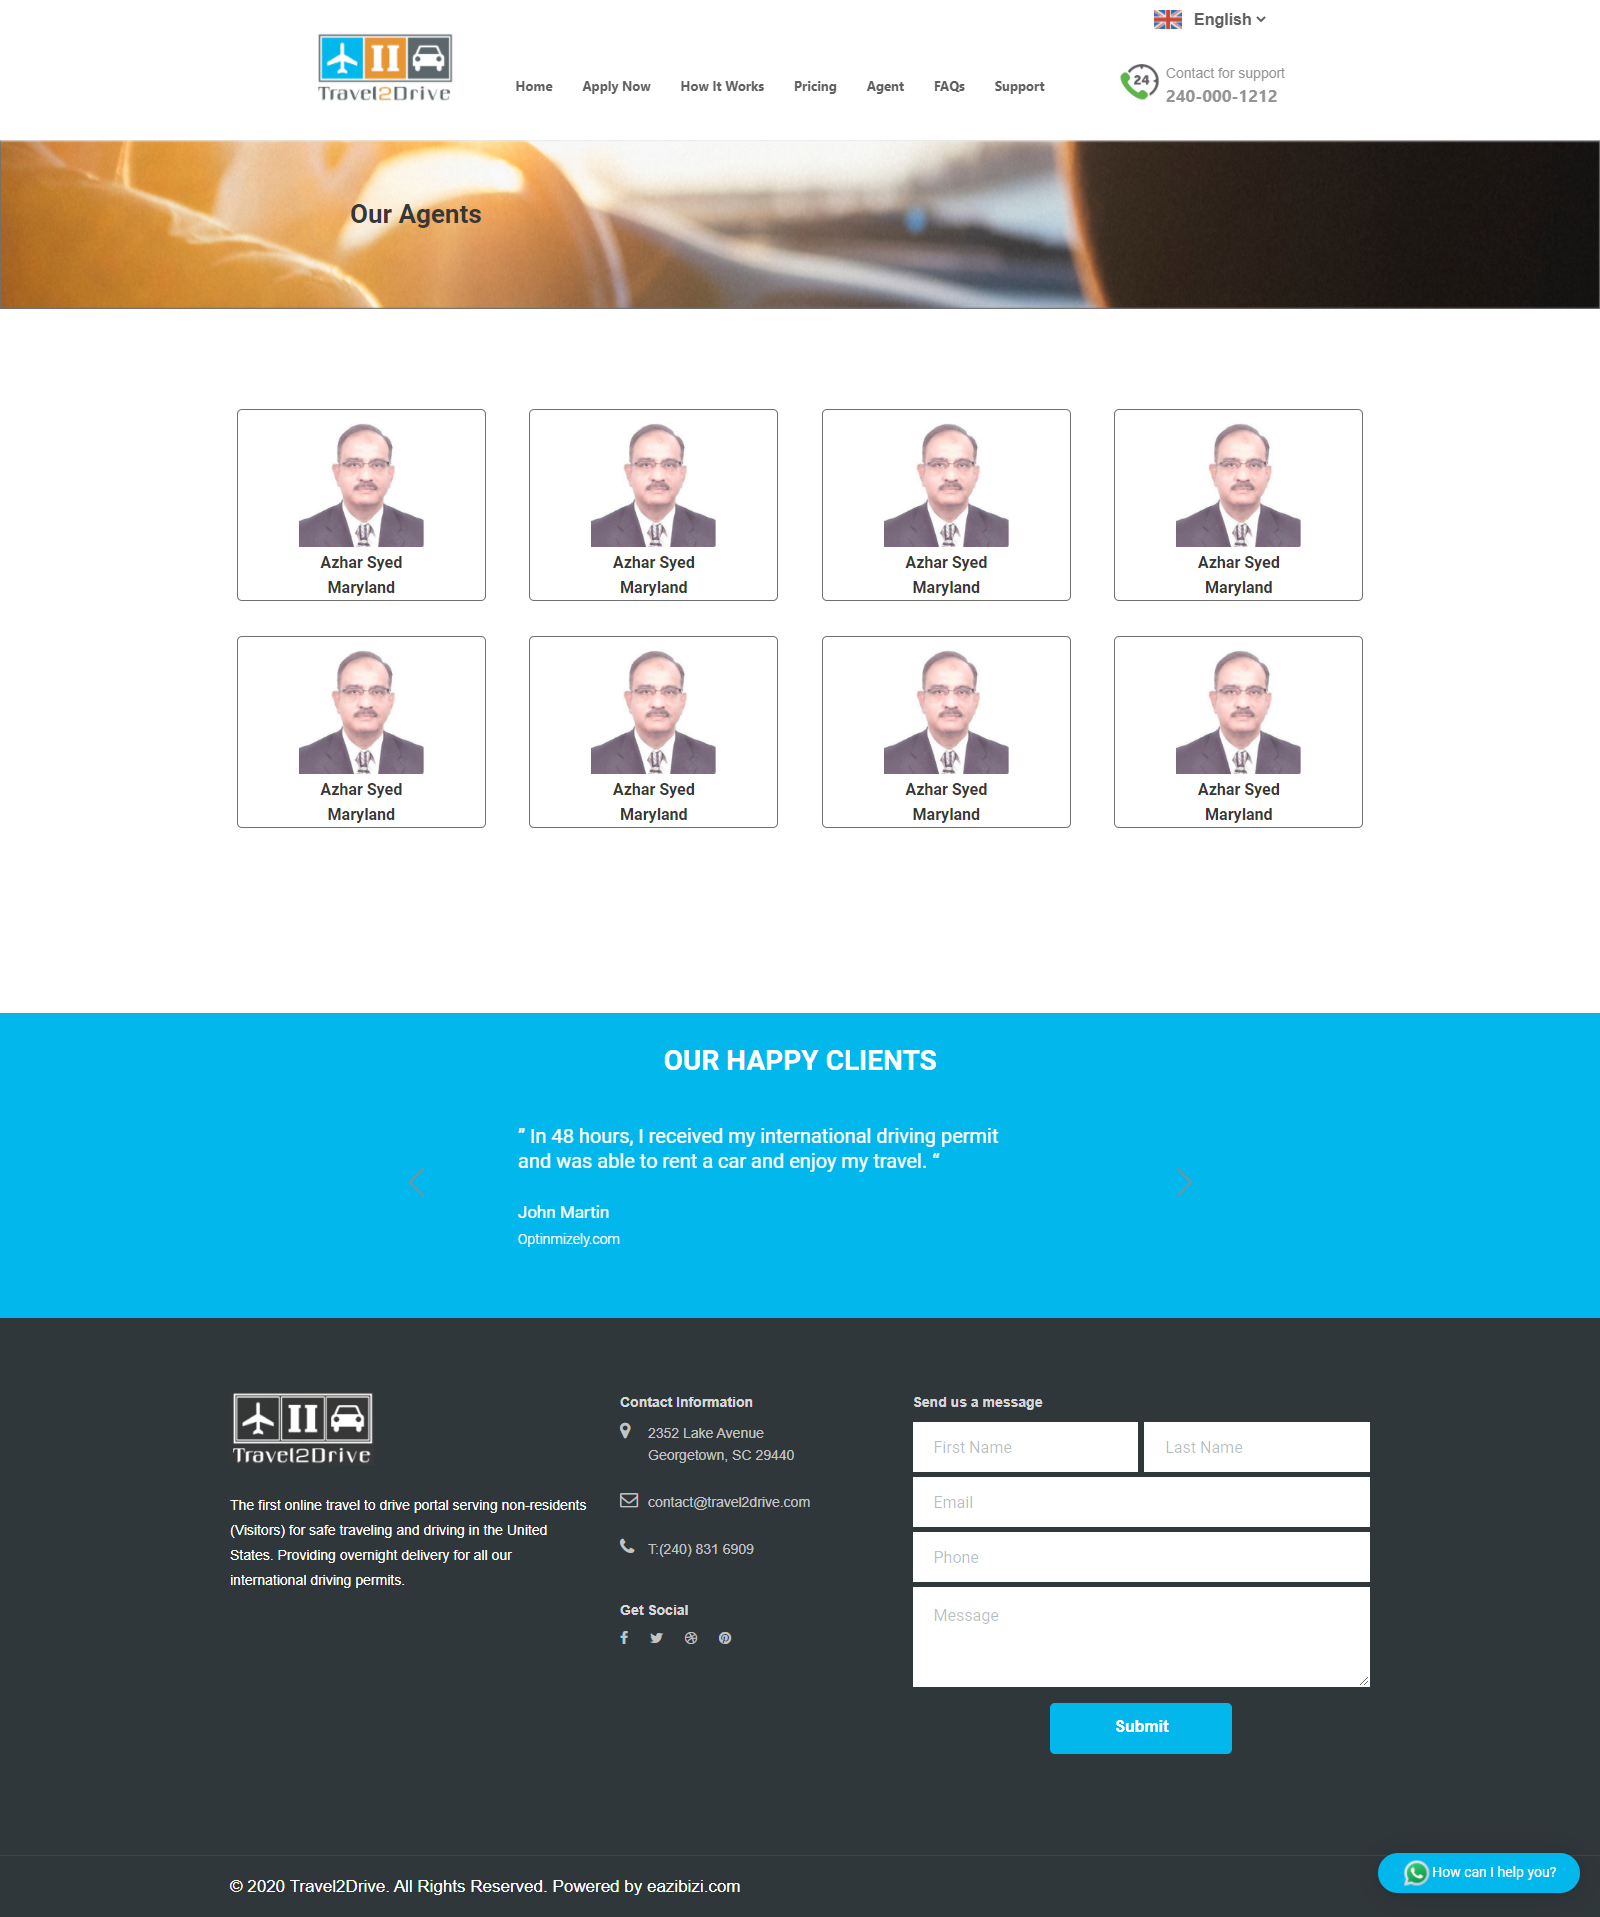 English
Travel2Drive
Home Apply Now How It Works Pricing Agent FAQs Support
24
Contact for support
240-000-1212
Our Agents
Azhar Syed Azhar Syed Azhar Syed Azhar Syed
Maryland Maryland Maryland Maryland
Azhar Syed Azhar Syed Azhar Syed Azhar Syed
Maryland Maryland Maryland Maryland
OUR HAPPY CLIENTS
” In 48 hours, I received my international driving permit
and was able to rent a car and enjoy my travel. “
John Martin
Optinmizely.com
Travel2Drive
The first online travel to drive portal serving non-residents
(Visitors) for safe traveling and driving in the United
States. Providing overnight delivery for all our
international driving permits.
Contact Information
2352 Lake Avenue
Georgetown, SC 29440
contact@travel2drive.com
T:(240) 831 6909
Get Social
Send us a message
First Name Last Name
Email
Phone
Message
Submit
How can I help you?
© 2020 Travel2Drive. All Rights Reserved. Powered by eazibizi.com